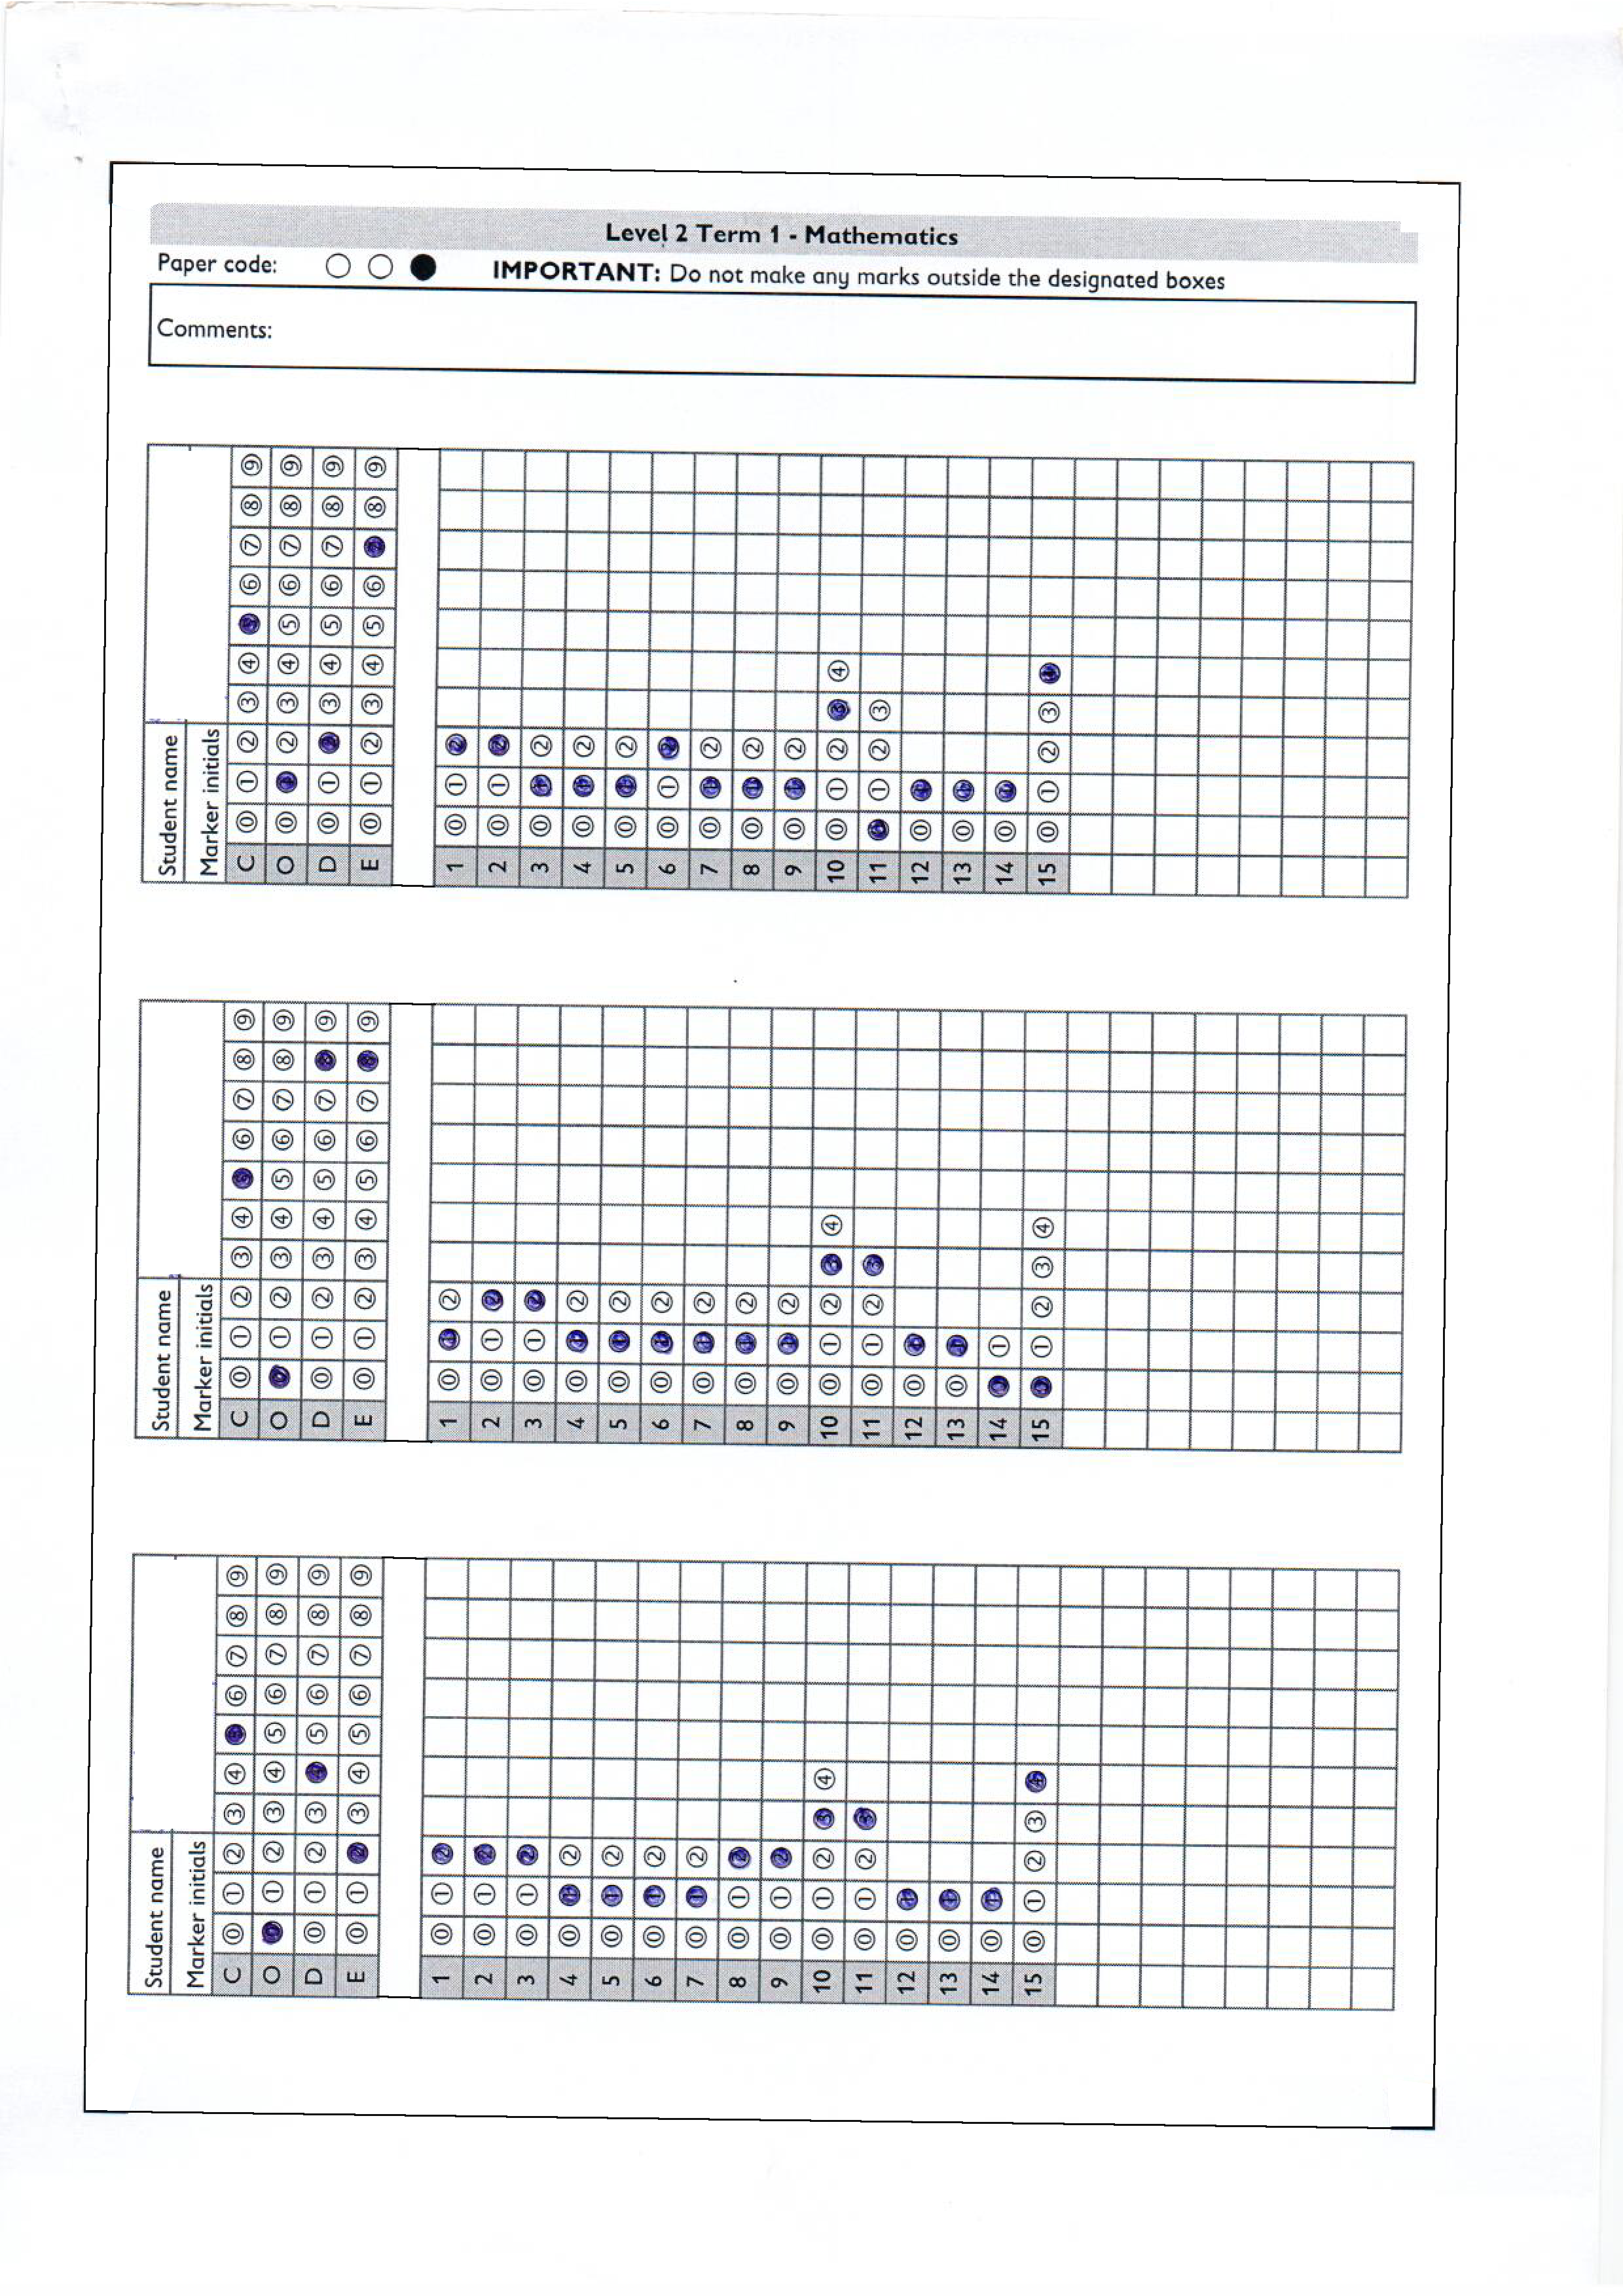 Level 2 Term 1 - Mathematics
Paper code:
IMPORTANT: Do not make any marks outside the designated boxes
Comments:
Student name
Marker initials
C 0 1 2 3 4 5 6 7 8 9
O 0 1 2 3 4 5 6 7 8 9
D 0 1 2 3 4 5 6 7 8 9
E 0 1 2 3 4 5 6 7 8 9
1 0 1 2
2 0 1 2
3 0 1 2
4 0 1 2
5 0 1 2
6 0 1 2
7 0 1 2
8 0 1 2
9 0 1 2
10 0 1 2 3 4
11 0 1 2 3
12 0 1
13 0 1
14 0 1
15 0 1 2 3 4
Student name
Marker initials
C 0 1 2 3 4 5 6 7 8 9
O 0 1 2 3 4 5 6 7 8 9
D 0 1 2 3 4 5 6 7 8 9
E 0 1 2 3 4 5 6 7 8 9
1 0 1 2
2 0 1 2
3 0 1 2
4 0 1 2
5 0 1 2
6 0 1 2
7 0 1 2
8 0 1 2
9 0 1 2
10 0 1 2 3 4
11 0 1 2 3
12 0 1
13 0 1
14 0 1
15 0 1 2 3 4
Student name
Marker initials
C 0 1 2 3 4 5 6 7 8 9
O 0 1 2 3 4 5 6 7 8 9
D 0 1 2 3 4 5 6 7 8 9
E 0 1 2 3 4 5 6 7 8 9
1 0 1 2
2 0 1 2
3 0 1 2
4 0 1 2
5 0 1 2
6 0 1 2
7 0 1 2
8 0 1 2
9 0 1 2
10 0 1 2 3 4
11 0 1 2 3
12 0 1
13 0 1
14 0 1
15 0 1 2 3 4